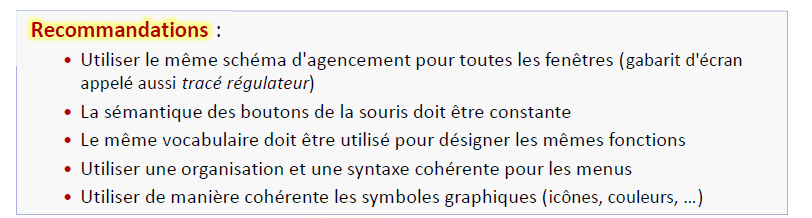 Recommandations :
• Utiliser le même schéma d'agencement pour toutes les fenêtres (gabarit d'écran
appelé aussi tracé régulateur)
• La sémantique des boutons de la souris doit être constante
• Le même vocabulaire doit être utilisé pour désigner les mêmes fonctions
• Utiliser une organisation et une syntaxe cohérente pour les menus
• Utiliser de manière cohérente les symboles graphiques (icônes, couleurs, …)